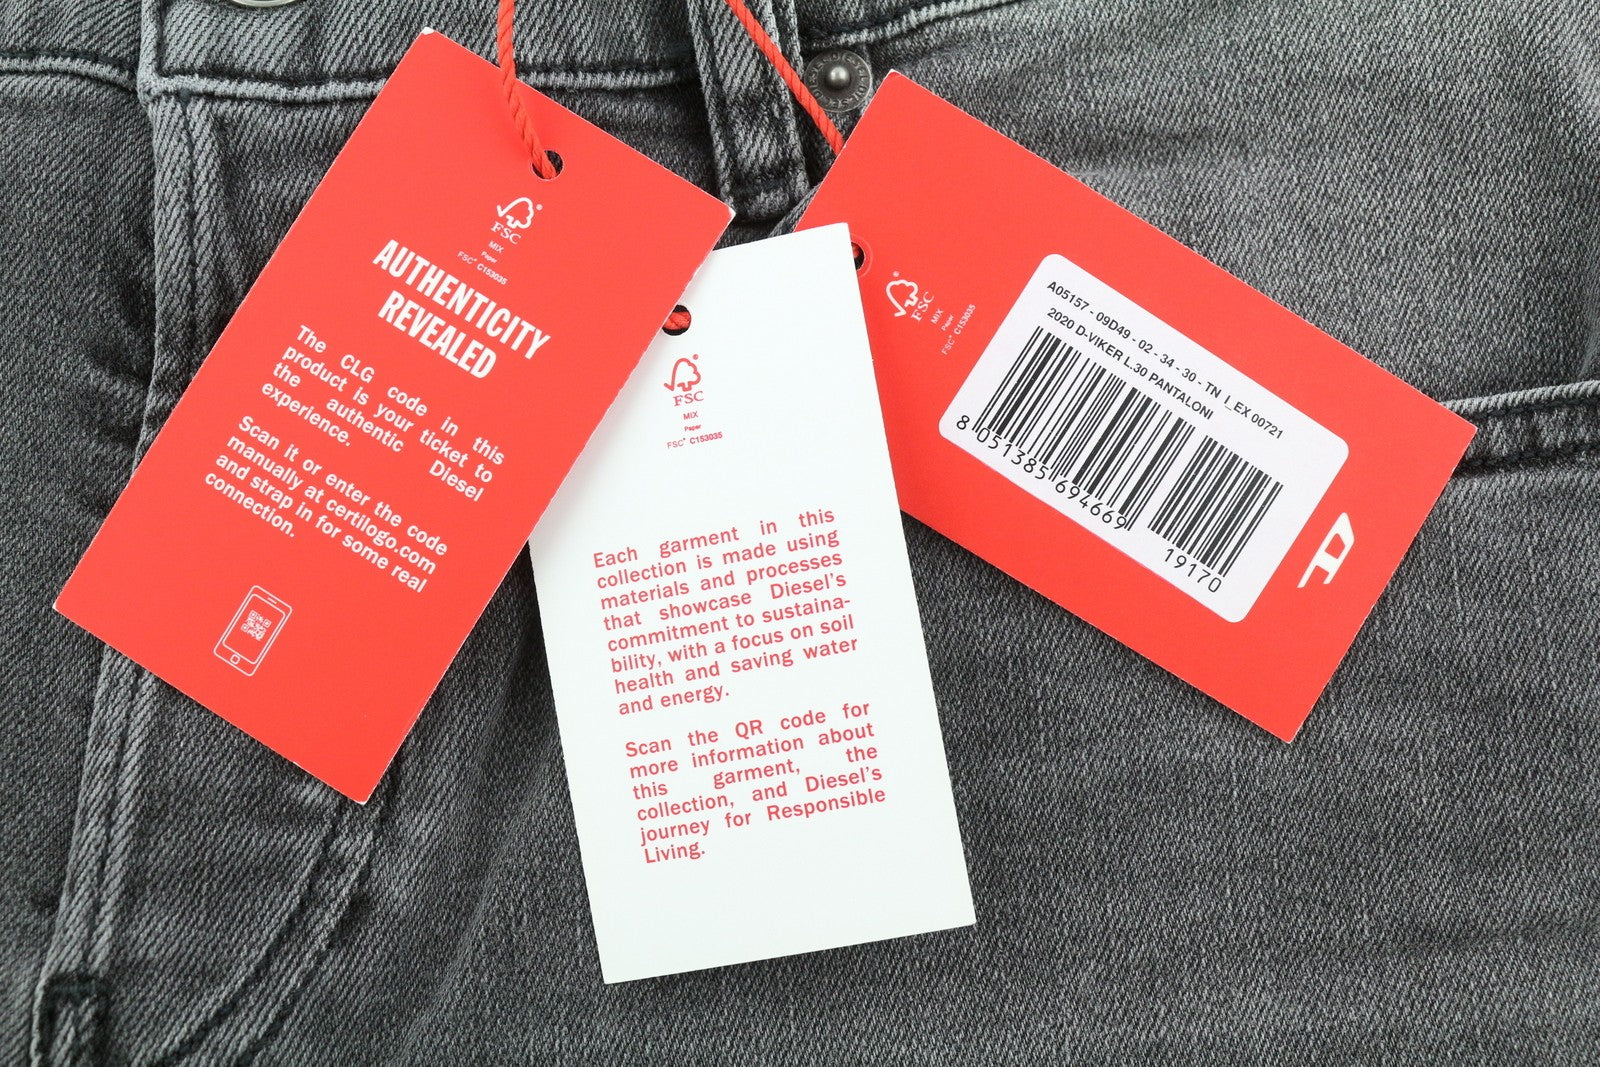 FSC
MIX
Paper
FSC® C153035
AUTHENTICITY
REVEALED
The CLG code in this
product is your ticket to
the authentic Diesel
experience.
Scan it or enter the code
manually at certilogo.com
and strap in for some real
connection.
FSC
MIX
Paper
FSC® C153035
Each garment in this
collection is made using
materials and processes
that showcase Diesel's
commitment to sustaina-
bility, with a focus on soil
health and saving water
and energy.
Scan the QR code for
more information about
this garment, the
collection, and Diesel's
journey for Responsible
Living.
FSC
MIX
Paper
FSC® C153035
A05157 - 09D49 - 02 - 34 - 30 - TN I_EX 00721
2020 D-VIKER L.30 PANTALONI
8 051385 694669
19170
D